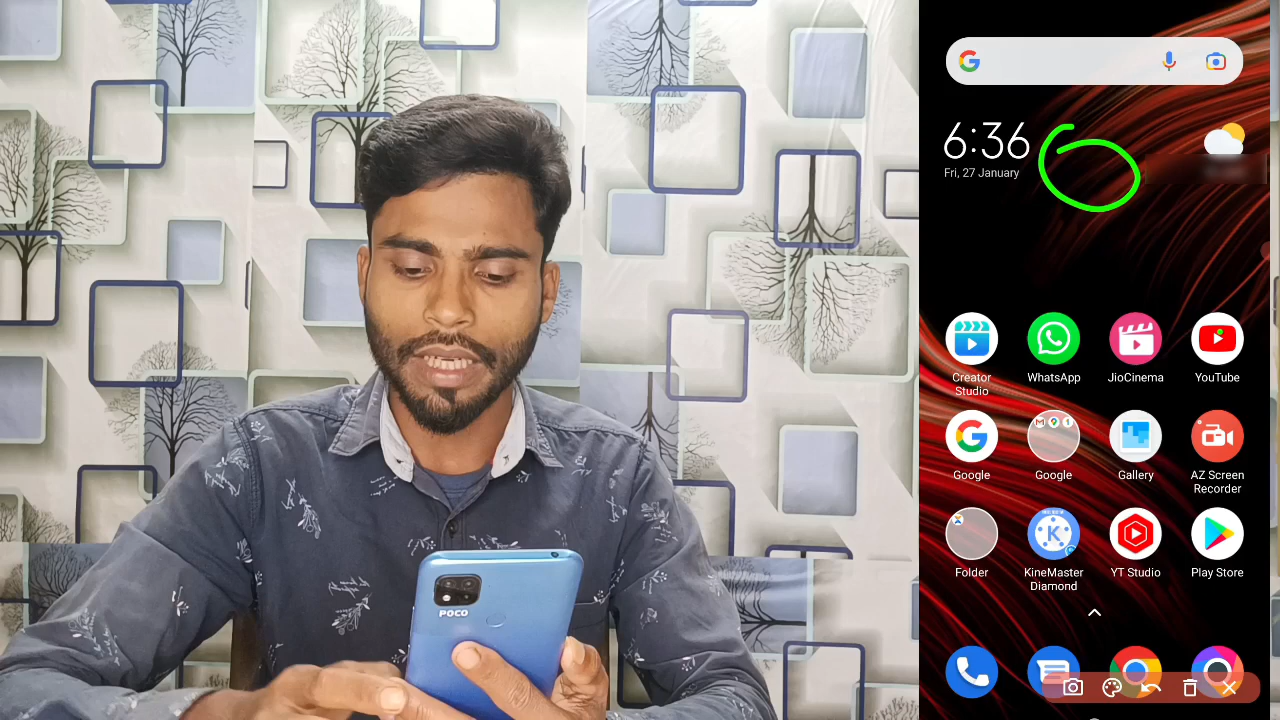 6:36
Fri, 27 January
Creator
Studio
WhatsApp
JioCinema
YouTube
Google
Google
Gallery
AZ Screen
Recorder
Folder
KineMaster
Diamond
YT Studio
Play Store
POCO